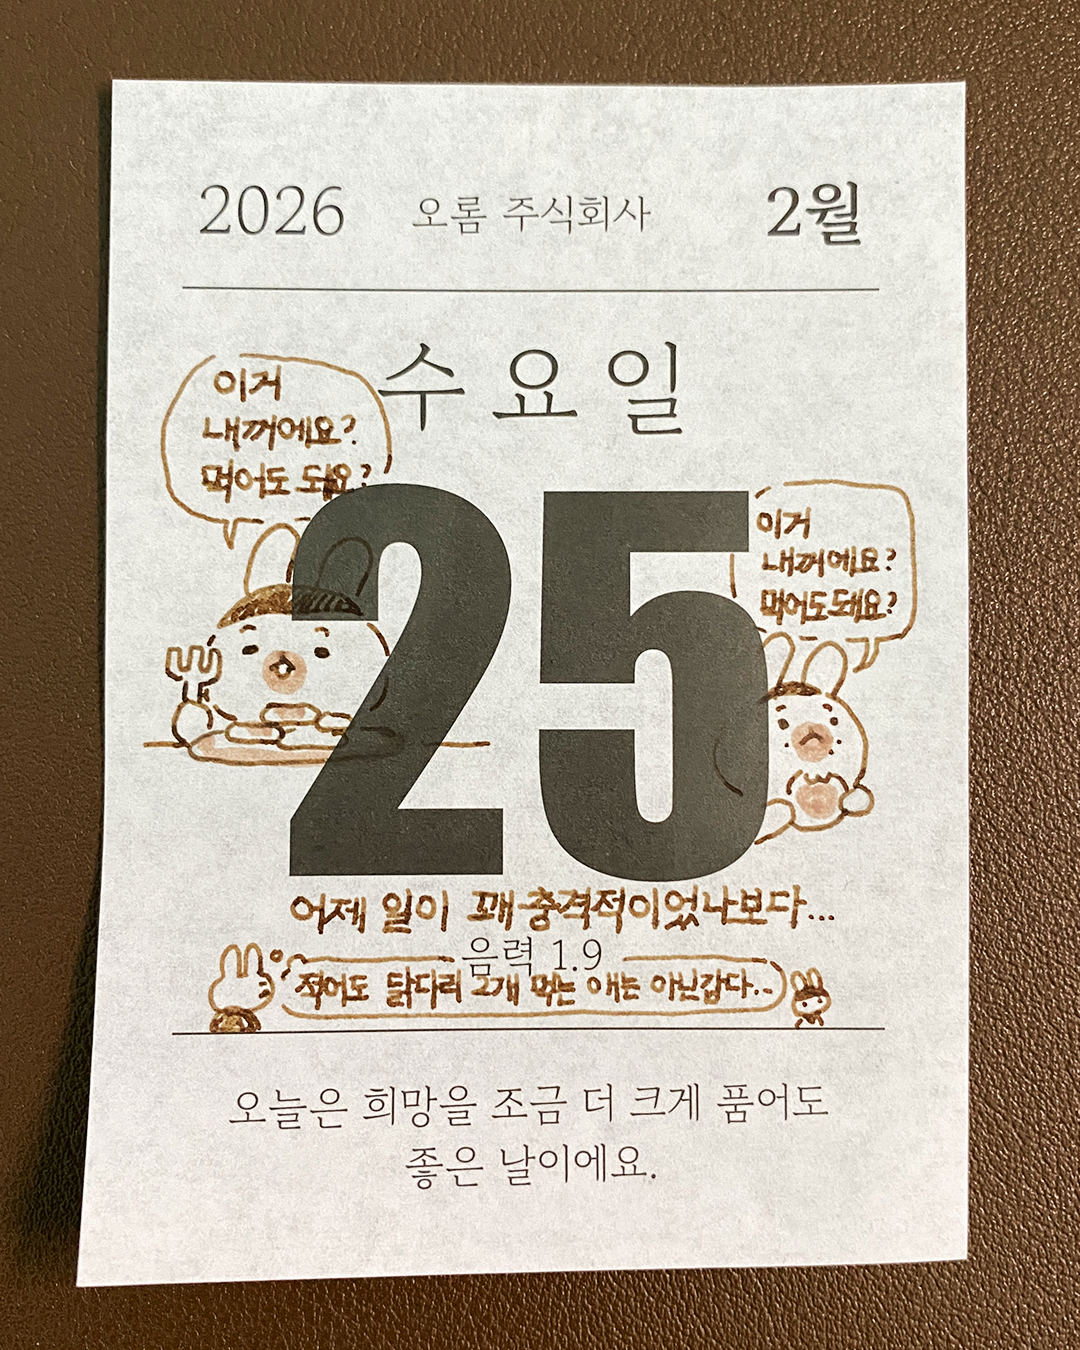 2026 오롬 주식회사 2월
수요일
이거
내꺼에요?
먹어도 돼요?
25
이거
내꺼에요?
먹어도 돼요?
어제 일이 꽤 충격적이었나보다...
음력 1.9
적어도 닭다리 2개 먹는 애는 아닌갑다...
오늘은 희망을 조금 더 크게 품어도
좋은 날이에요.